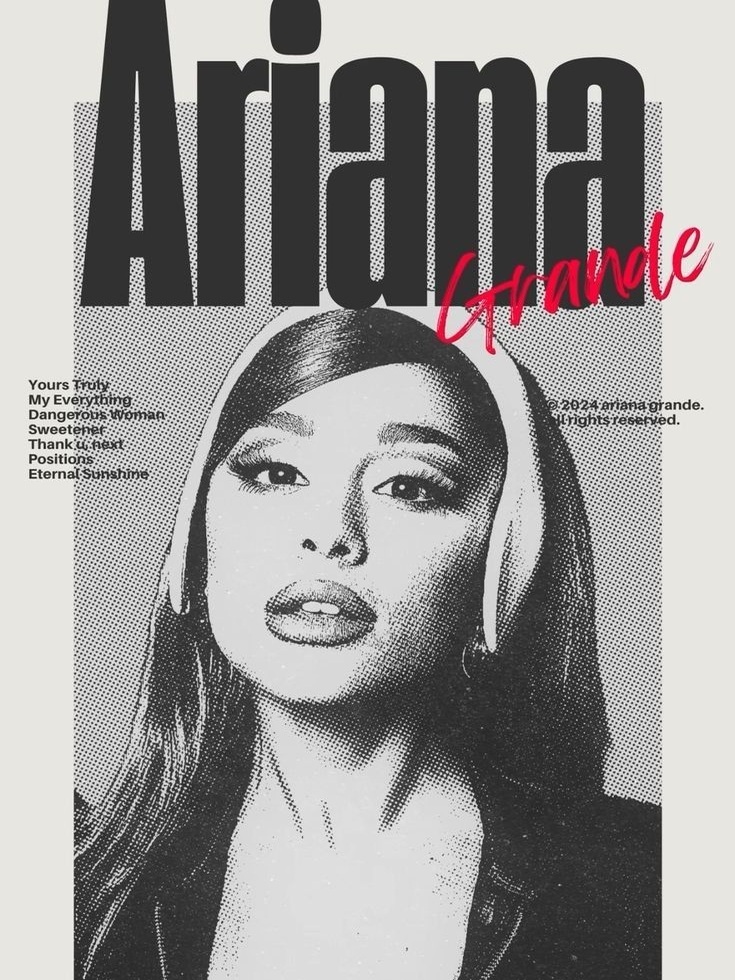 Ariana
Grande
Yours Truly
My Everything
Dangerous Woman
Sweetener
Thank u, next
Positions
Eternal Sunshine
© 2024 ariana grande.
all rights reserved.